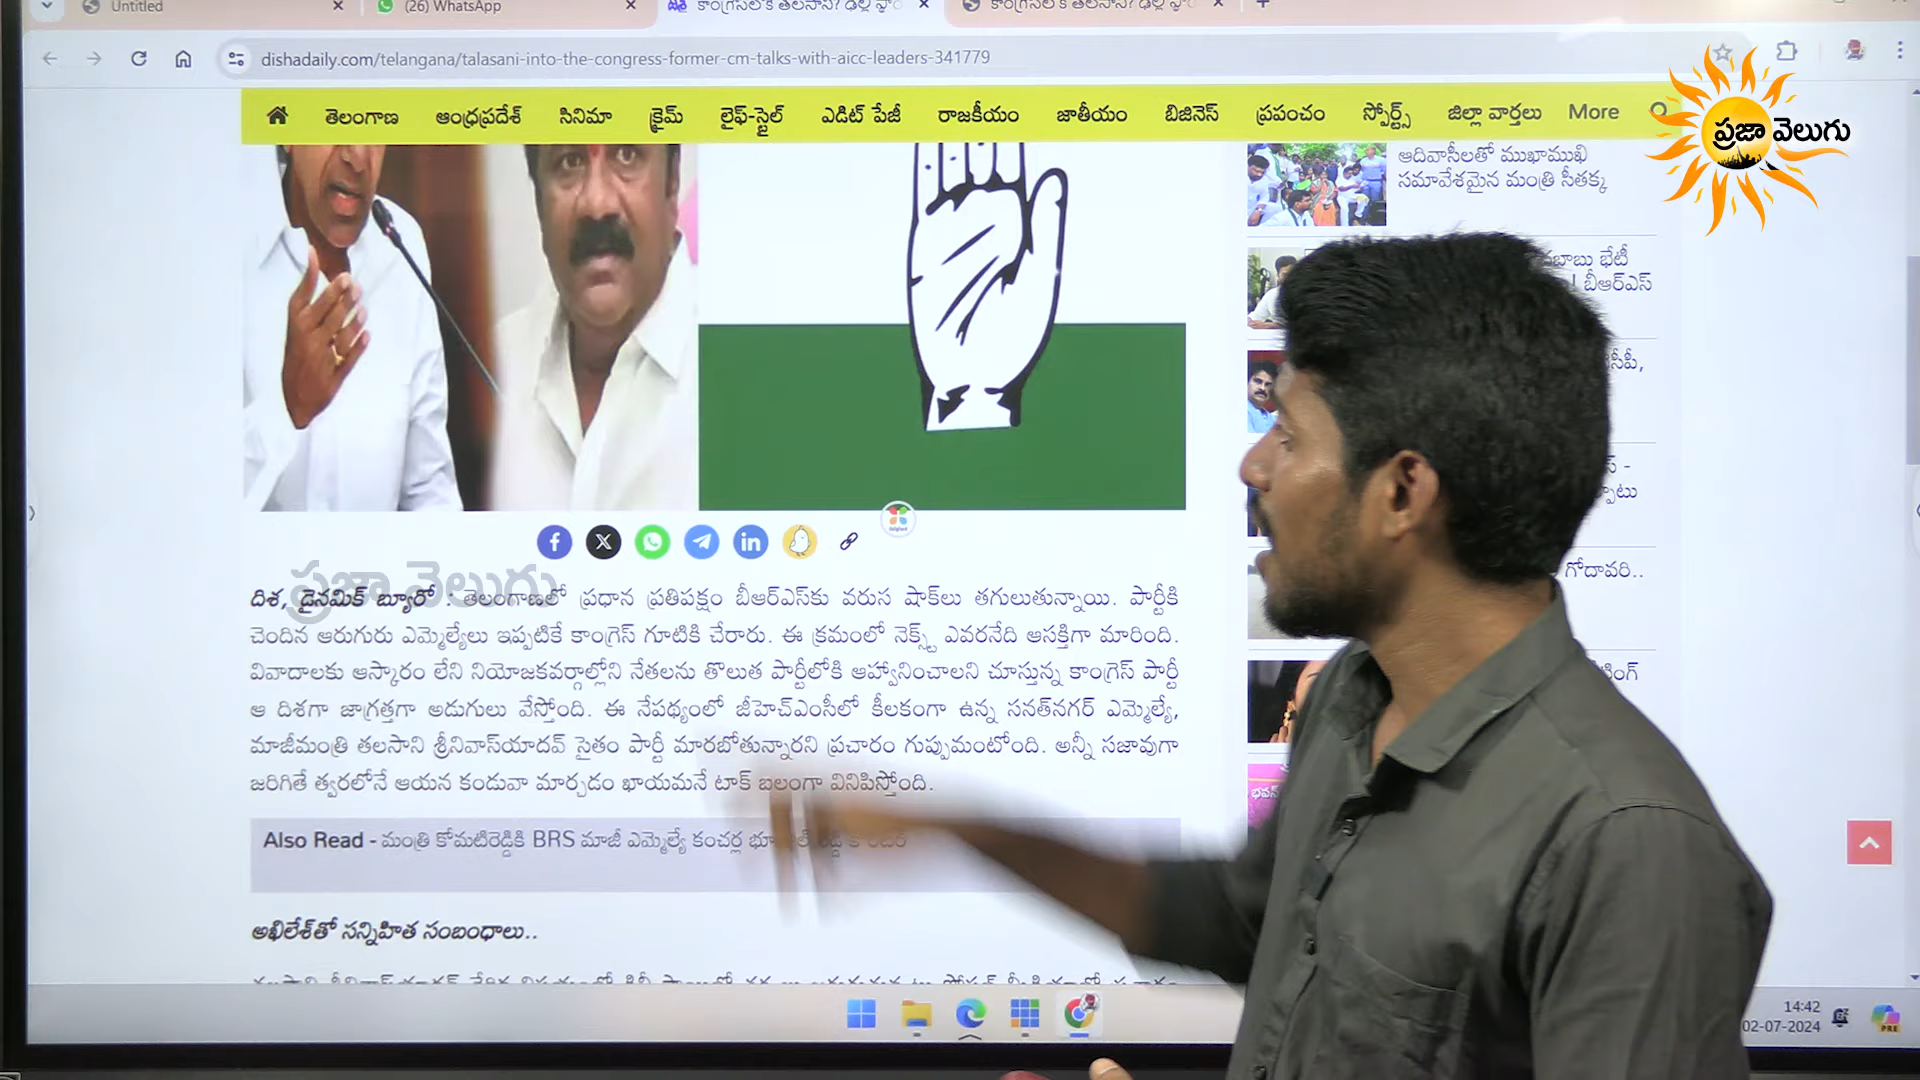 Untitled
(26) WhatsApp
dishadaily.com/telangana/talasani-into-the-congress-former-cm-talks-with-aicc-leaders-341779
తెలంగాణ ఆంధ్రప్రదేశ్ సినిమా క్రైమ్ లైఫ్-స్టైల్ ఎడిట్ పేజీ రాజకీయం జాతీయం బిజినెస్ ప్రపంచం స్పోర్ట్స్ జిల్లా వార్తలు More
ప్రజా వెలుగు
ఆదివాసీలతో ముఖాముఖి
సమావేశమైన మంత్రి సీతక్క
భేటీ
బీఆర్ఎస్
గోదావరి..
ప్రజా వెలుగు
దిశ, డైనమిక్ బ్యూరో : తెలంగాణలో ప్రధాన ప్రతిపక్షం బీఆర్ఎస్‌కు వరుస షాక్‌లు తగులుతున్నాయి. పార్టీకి
చెందిన ఆరుగురు ఎమ్మెల్యేలు ఇప్పటికే కాంగ్రెస్ గూటికి చేరారు. ఈ క్రమంలో నెక్స్ట్ ఎవరనేది ఆసక్తిగా మారింది.
వివాదాలకు ఆస్కారం లేని నియోజకవర్గాల్లోని నేతలను తొలుత పార్టీలోకి ఆహ్వానించాలని చూస్తున్న కాంగ్రెస్ పార్టీ
ఆ దిశగా జాగ్రత్తగా అడుగులు వేస్తోంది. ఈ నేపథ్యంలో జీహెచ్ఎంసీలో కీలకంగా ఉన్న సనత్‌నగర్ ఎమ్మెల్యే,
మాజీమంత్రి తలసాని శ్రీనివాస్‌యాదవ్ సైతం పార్టీ మారబోతున్నారని ప్రచారం గుప్పుమంటోంది. అన్నీ సజావుగా
జరిగితే త్వరలోనే ఆయన కండువా మార్చడం ఖాయమనే టాక్ బలంగా వినిపిస్తోంది.
Also Read - మంత్రి కోమటిరెడ్డికి BRS మాజీ ఎమ్మెల్యే కంచర్ల
అఖిలేశ్‌తో సన్నిహిత సంబంధాలు..
14:42
02-07-2024
PRE